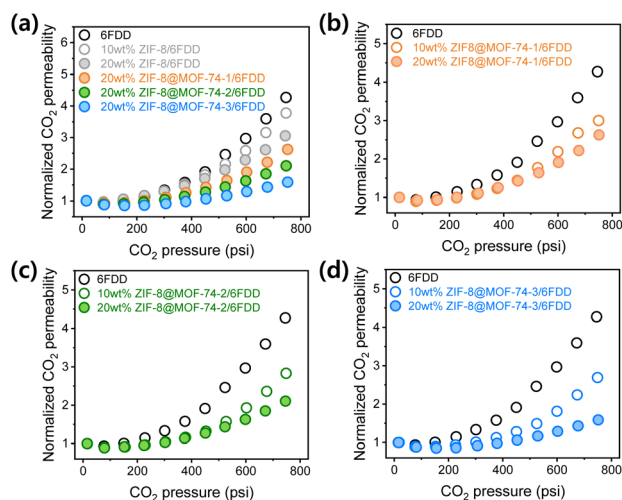 (a)
Normalized CO2 permeability
6
5
4
3
2
1
0
200
400
600
800
CO2 pressure (psi)
6FDD
10wt% ZIF-8/6FDD
20wt% ZIF-8/6FDD
20wt% ZIF-8@MOF-74-1/6FDD
20wt% ZIF-8@MOF-74-2/6FDD
20wt% ZIF-8@MOF-74-3/6FDD
(b)
Normalized CO2 permeability
5
4
3
2
1
0
200
400
600
800
CO2 pressure (psi)
6FDD
10wt% ZIF8@MOF-74-1/6FDD
20wt% ZIF8@MOF-74-1/6FDD
(c)
Normalized CO2 permeability
5
4
3
2
1
0
200
400
600
800
CO2 pressure (psi)
6FDD
10wt% ZIF-8@MOF-74-2/6FDD
20wt% ZIF-8@MOF-74-2/6FDD
(d)
Normalized CO2 permeability
5
4
3
2
1
0
200
400
600
800
CO2 pressure (psi)
6FDD
10wt% ZIF-8@MOF-74-3/6FDD
20wt% ZIF-8@MOF-74-3/6FDD